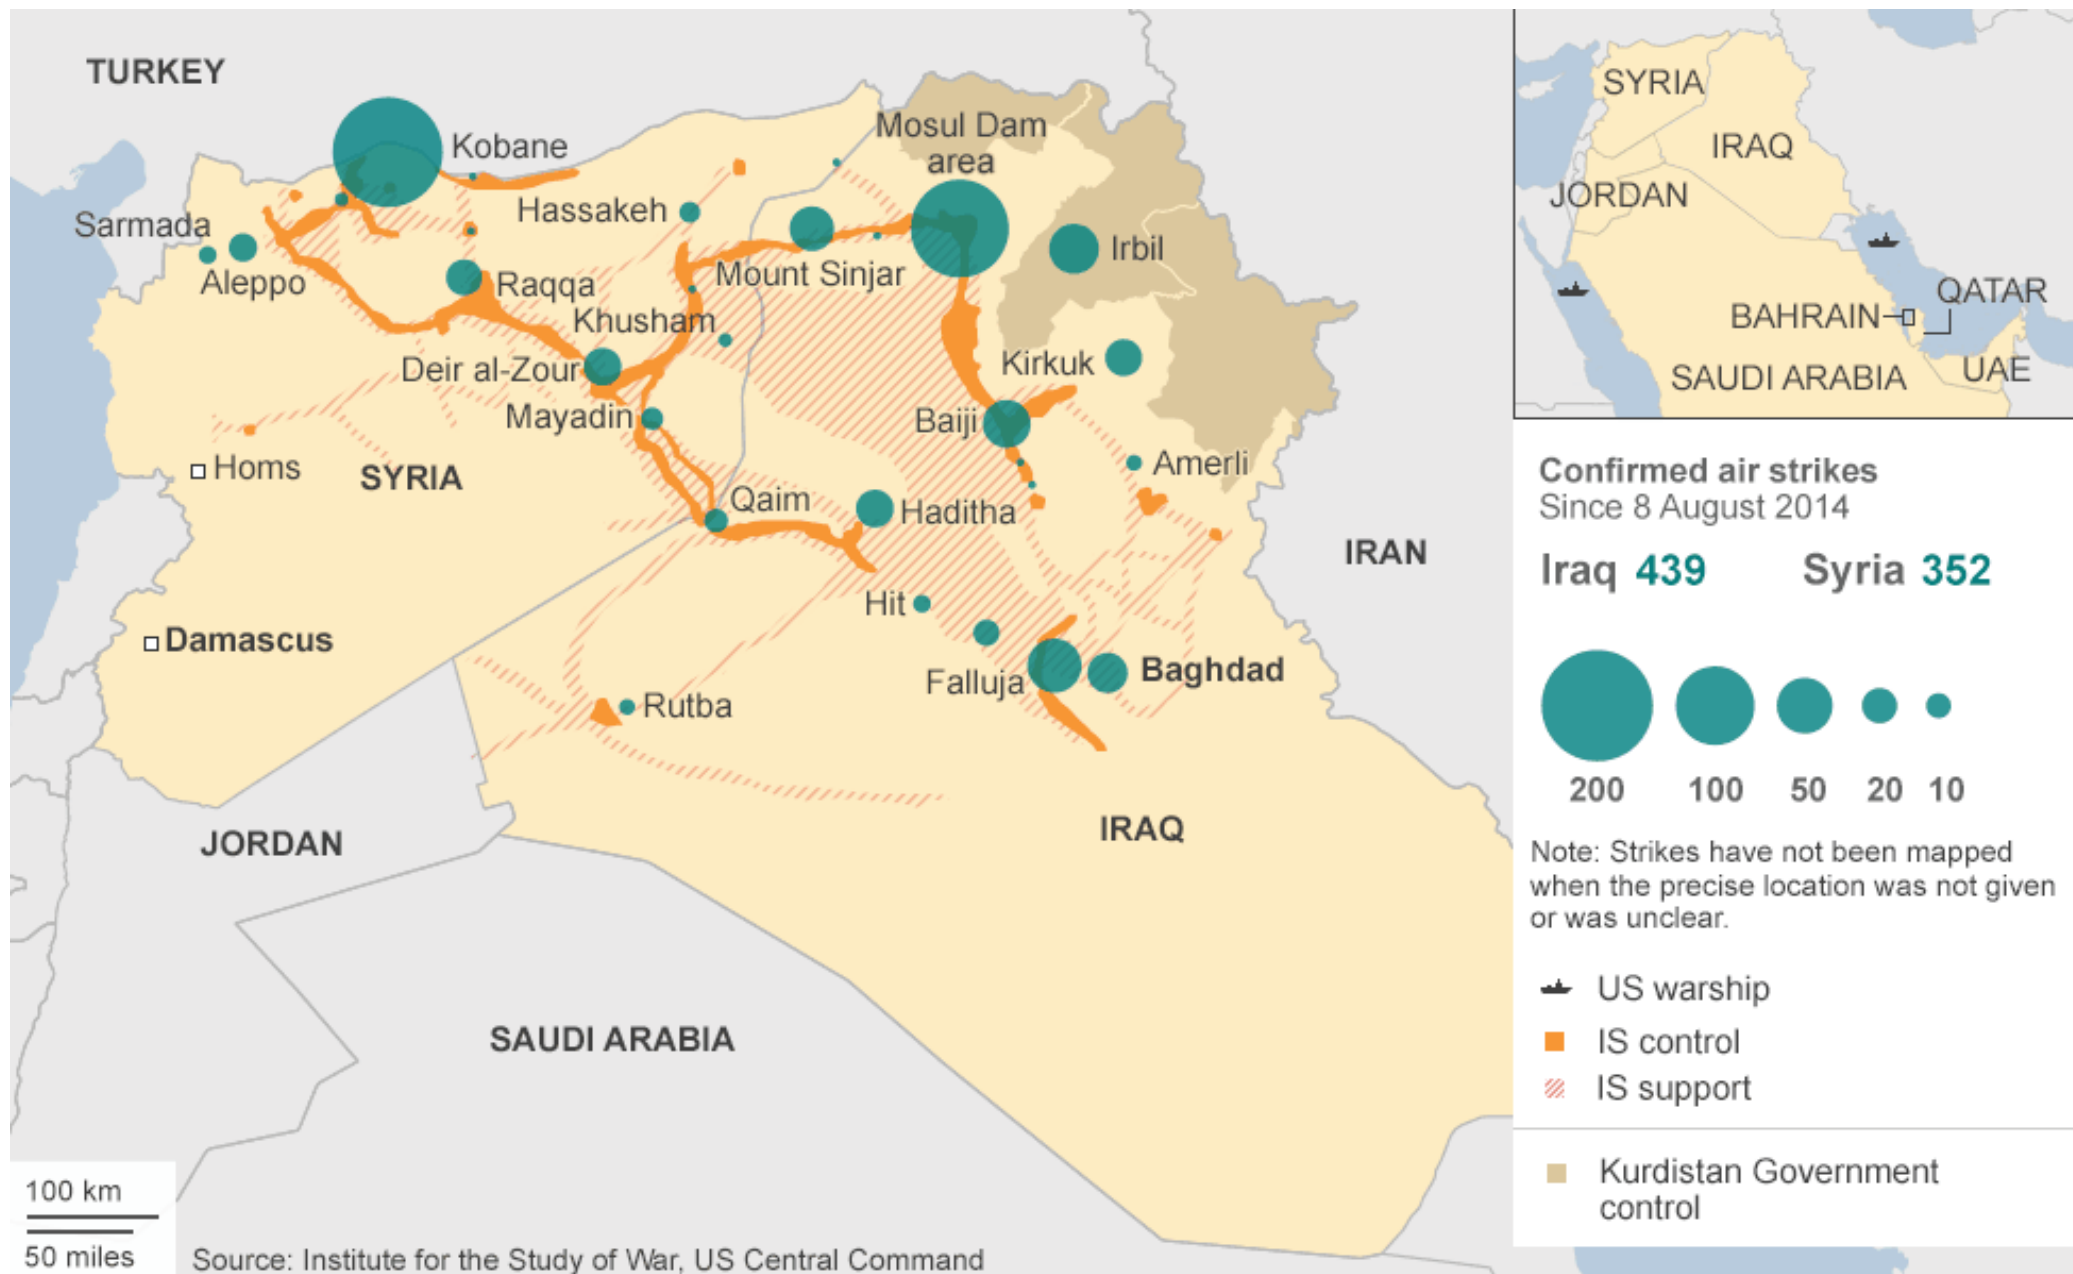 TURKEY
Kobane
Mosul Dam
area
Sarmada
Hassakeh
Aleppo
Raqqa
Mount Sinjar
Irbil
Khusham
Deir al-Zour
Kirkuk
Mayadin
Baiji
Homs
SYRIA
Qaim
Haditha
Amerli
IRAN
Hit
Damascus
Falluja
Baghdad
Rutba
JORDAN
IRAQ
SAUDI ARABIA
100 km
50 miles
Source: Institute for the Study of War, US Central Command
SYRIA
IRAQ
JORDAN
QATAR
BAHRAIN
SAUDI ARABIA
UAE
Confirmed air strikes
Since 8 August 2014
Iraq 439 Syria 352
200 100 50 20 10
Note: Strikes have not been mapped
when the precise location was not given
or was unclear.
US warship
IS control
IS support
Kurdistan Government
control